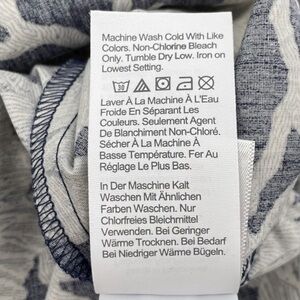 Machine Wash Cold With Like
Colors. Non-Chlorine Bleach
Only. Tumble Dry Low. Iron on
Lowest Setting.
30
Laver À La Machine À L'Eau
Froide En Séparant Les
Couleurs. Seulement Agent
De Blanchiment Non-Chloré.
Sécher À La Machine À
Basse Température. Fer Au
Réglage Le Plus Bas.
In Der Maschine Kalt
Waschen Mit Ähnlichen
Farben Waschen. Nur
Chlorfreies Bleichmittel
Verwenden. Bei Geringer
Wärme Trocknen. Bei Bedarf
Bei Niedriger Wärme Bügeln.